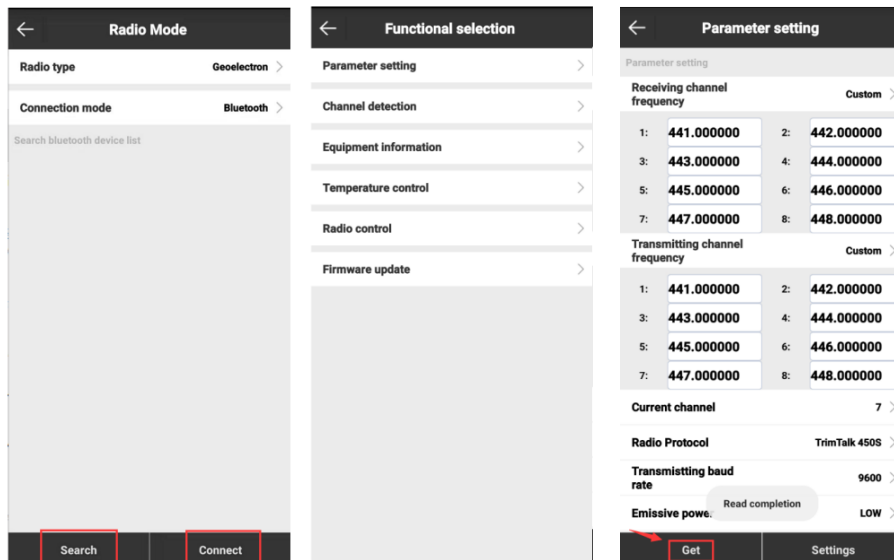 Radio Mode
Radio type Geoelectron
Connection mode Bluetooth
Search bluetooth device list
Search Connect
Functional selection
Parameter setting
Channel detection
Equipment information
Temperature control
Radio control
Firmware update
Parameter setting
Parameter setting
Receiving channel
frequency Custom
1: 441.000000 2: 442.000000
3: 443.000000 4: 444.000000
5: 445.000000 6: 446.000000
7: 447.000000 8: 448.000000
Transmitting channel
frequency Custom
1: 441.000000 2: 442.000000
3: 443.000000 4: 444.000000
5: 445.000000 6: 446.000000
7: 447.000000 8: 448.000000
Current channel 7
Radio Protocol TrimTalk 450S
Transmistting baud
rate 9600
Read completion
Emissive powe LOW
Get Settings